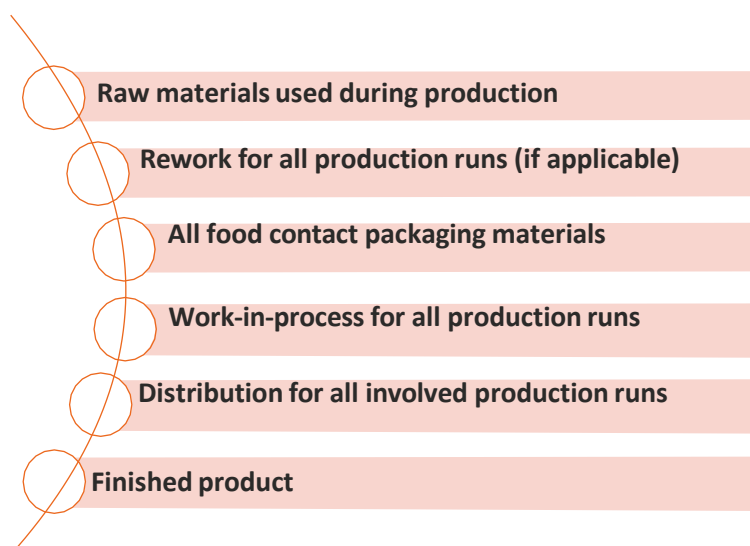 Raw materials used during production
Rework for all production runs (if applicable)
All food contact packaging materials
Work-in-process for all production runs
Distribution for all involved production runs
Finished product